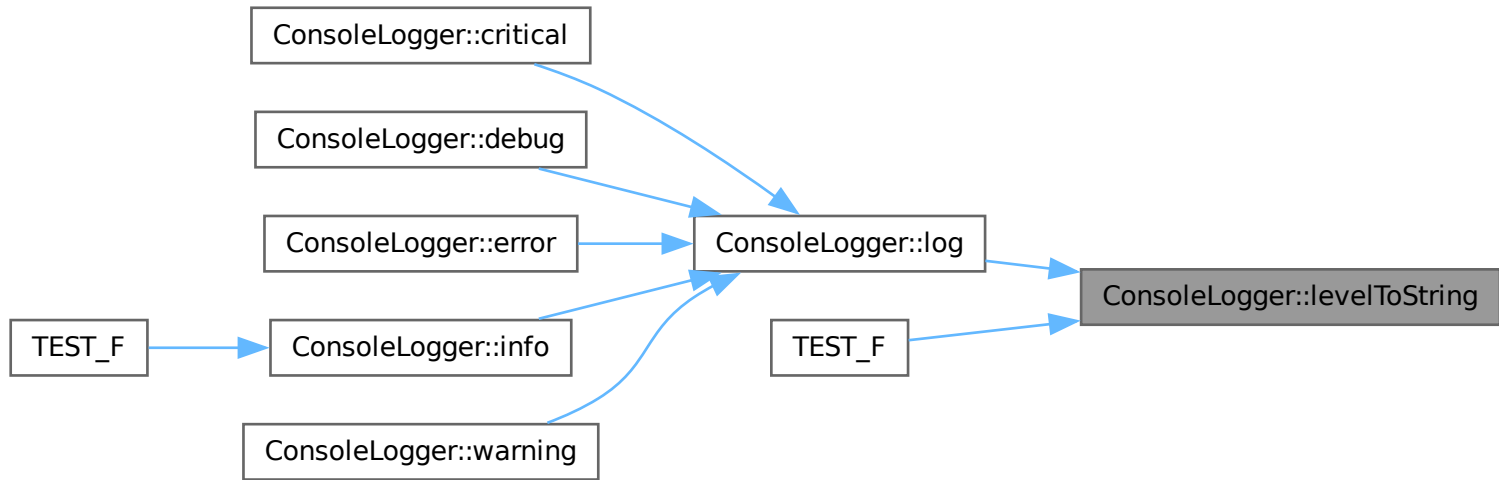 ConsoleLogger::critical
ConsoleLogger::debug
ConsoleLogger::error
ConsoleLogger::log
ConsoleLogger::levelToString
TEST_F
ConsoleLogger::info
TEST_F
ConsoleLogger::warning